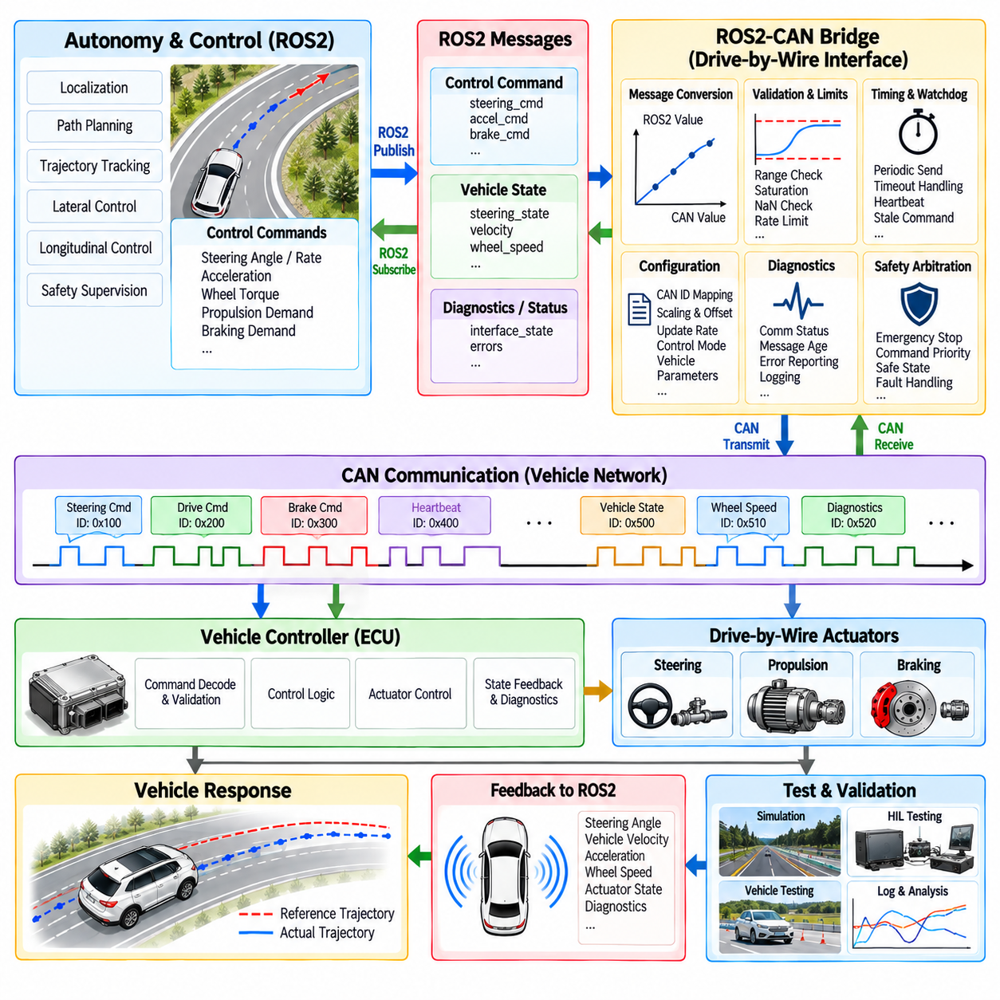 Autonomy & Control (ROS2)
Localization
Path Planning
Trajectory Tracking
Lateral Control
Longitudinal Control
Safety Supervision
Control Commands
Steering Angle / Rate
Acceleration
Wheel Torque
Propulsion Demand
Braking Demand
...
ROS2
Publish
ROS2
Subscribe
ROS2 Messages
Control Command
steering_cmd
accel_cmd
brake_cmd
...
Vehicle State
steering_state
velocity
wheel_speed
...
Diagnostics / Status
interface_state
errors
...
ROS2-CAN Bridge
(Drive-by-Wire Interface)
Message Conversion
ROS2 Value
CAN Value
Validation & Limits
Range Check
Saturation
NaN Check
Rate Limit
...
Timing & Watchdog
Periodic Send
Timeout Handling
Heartbeat
Stale Command
...
Configuration
CAN ID Mapping
Scaling & Offset
Update Rate
Control Mode
Vehicle
Parameters
...
Diagnostics
Comm Status
Message Age
Error Reporting
Logging
...
Safety Arbitration
Emergency Stop
Command Priority
Safe State
Fault Handling
...
CAN
Transmit
CAN
Receive
CAN Communication (Vehicle Network)
Steering Cmd
ID: 0x100
Drive Cmd
ID: 0x200
Brake Cmd
ID: 0x300
Heartbeat
ID: 0x400
...
Vehicle State
ID: 0x500
Wheel Speed
ID: 0x510
Diagnostics
ID: 0x520
...
Vehicle Controller (ECU)
Command Decode
& Validation
Control Logic
Actuator Control
State Feedback
& Diagnostics
Drive-by-Wire Actuators
Steering
Propulsion
Braking
Vehicle Response
Reference Trajectory
Actual Trajectory
Feedback to ROS2
Steering Angle
Vehicle Velocity
Acceleration
Wheel Speed
Actuator State
Diagnostics
...
Test & Validation
Simulation
HIL Testing
Vehicle Testing
Log & Analysis